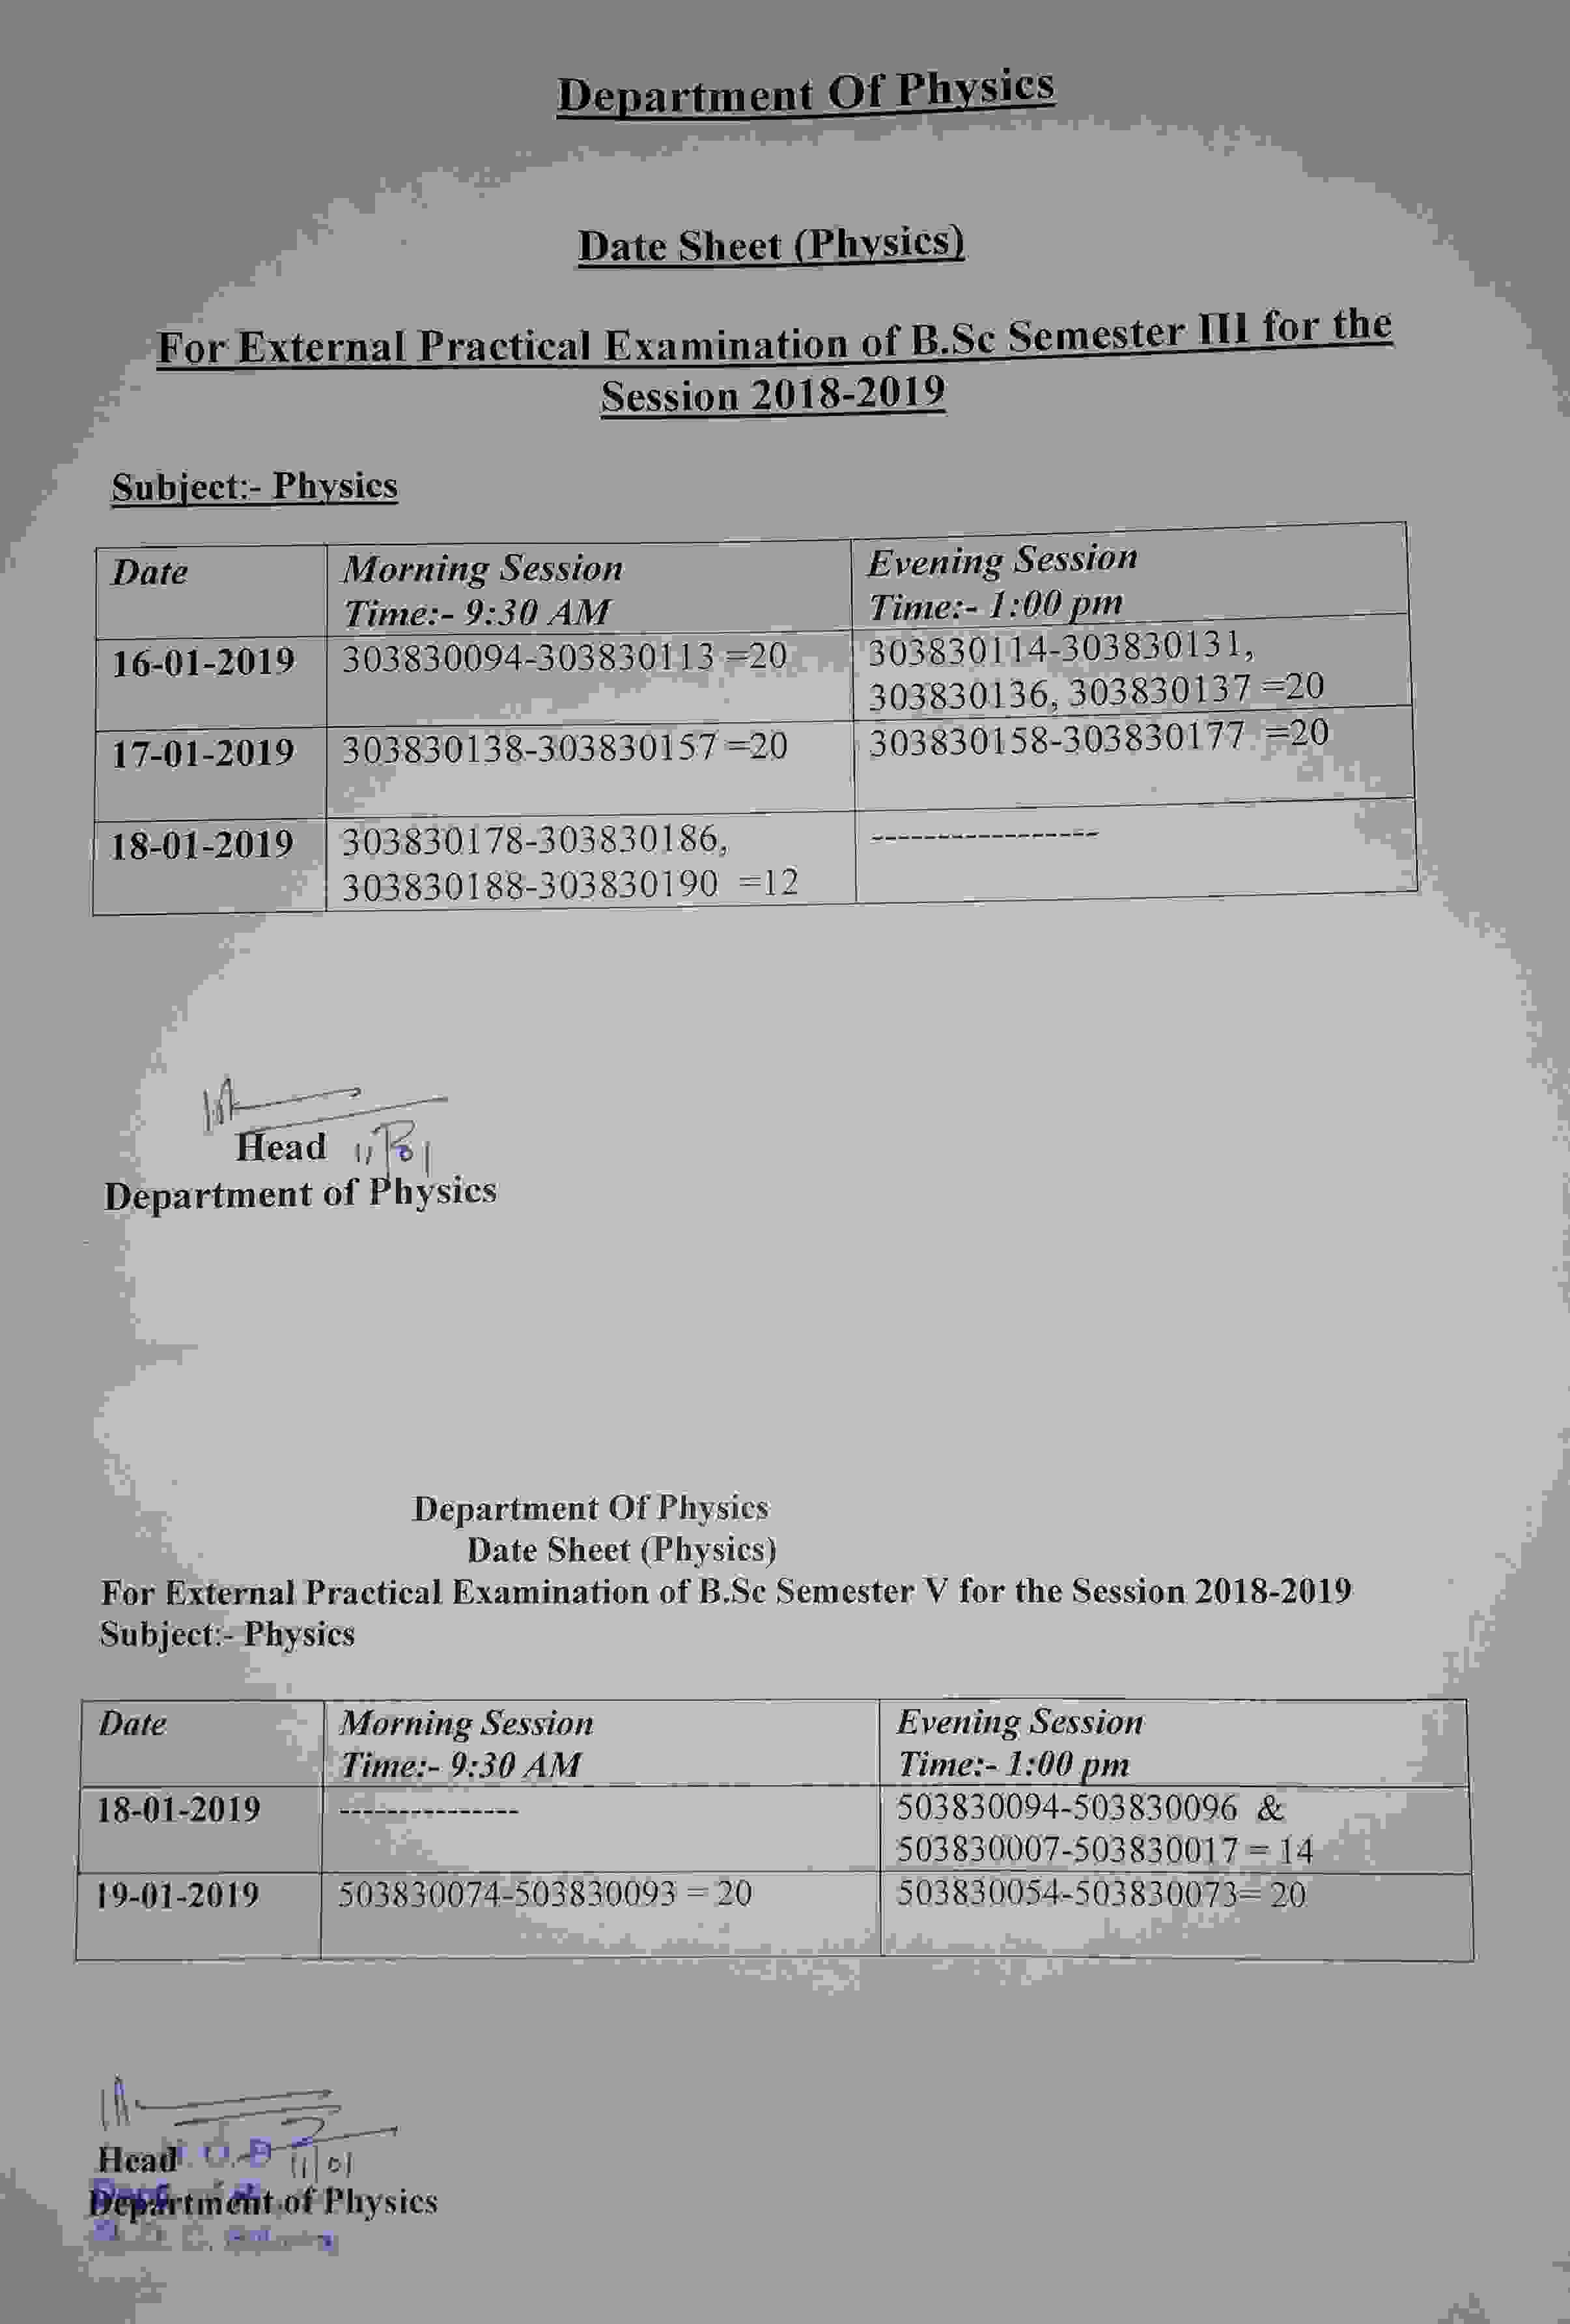 Department Of Physics
Date Sheet (Physics)
For External Practical Examination of B.Sc Semester III for the
Session 2018-2019
Subject:- Physics
Date Morning Session Evening Session
Time:- 9:30 AM Time:- 1:00 pm
16-01-2019 303830094-303830113 =20 303830114-303830131,
303830136, 303830137 =20
17-01-2019 303830138-303830157 =20 303830158-303830177 =20
18-01-2019 303830178-303830186, -----------------
303830188-303830190 =12
Head 11/01
Department of Physics
Department Of Physics
Date Sheet (Physics)
For External Practical Examination of B.Sc Semester V for the Session 2018-2019
Subject:- Physics
Date Morning Session Evening Session
Time:- 9:30 AM Time:- 1:00 pm
18-01-2019 --------------- 503830094-503830096 &
503830007-503830017 = 14
19-01-2019 503830074-503830093 = 20 503830054-503830073= 20
Head 11/01
Department of Physics